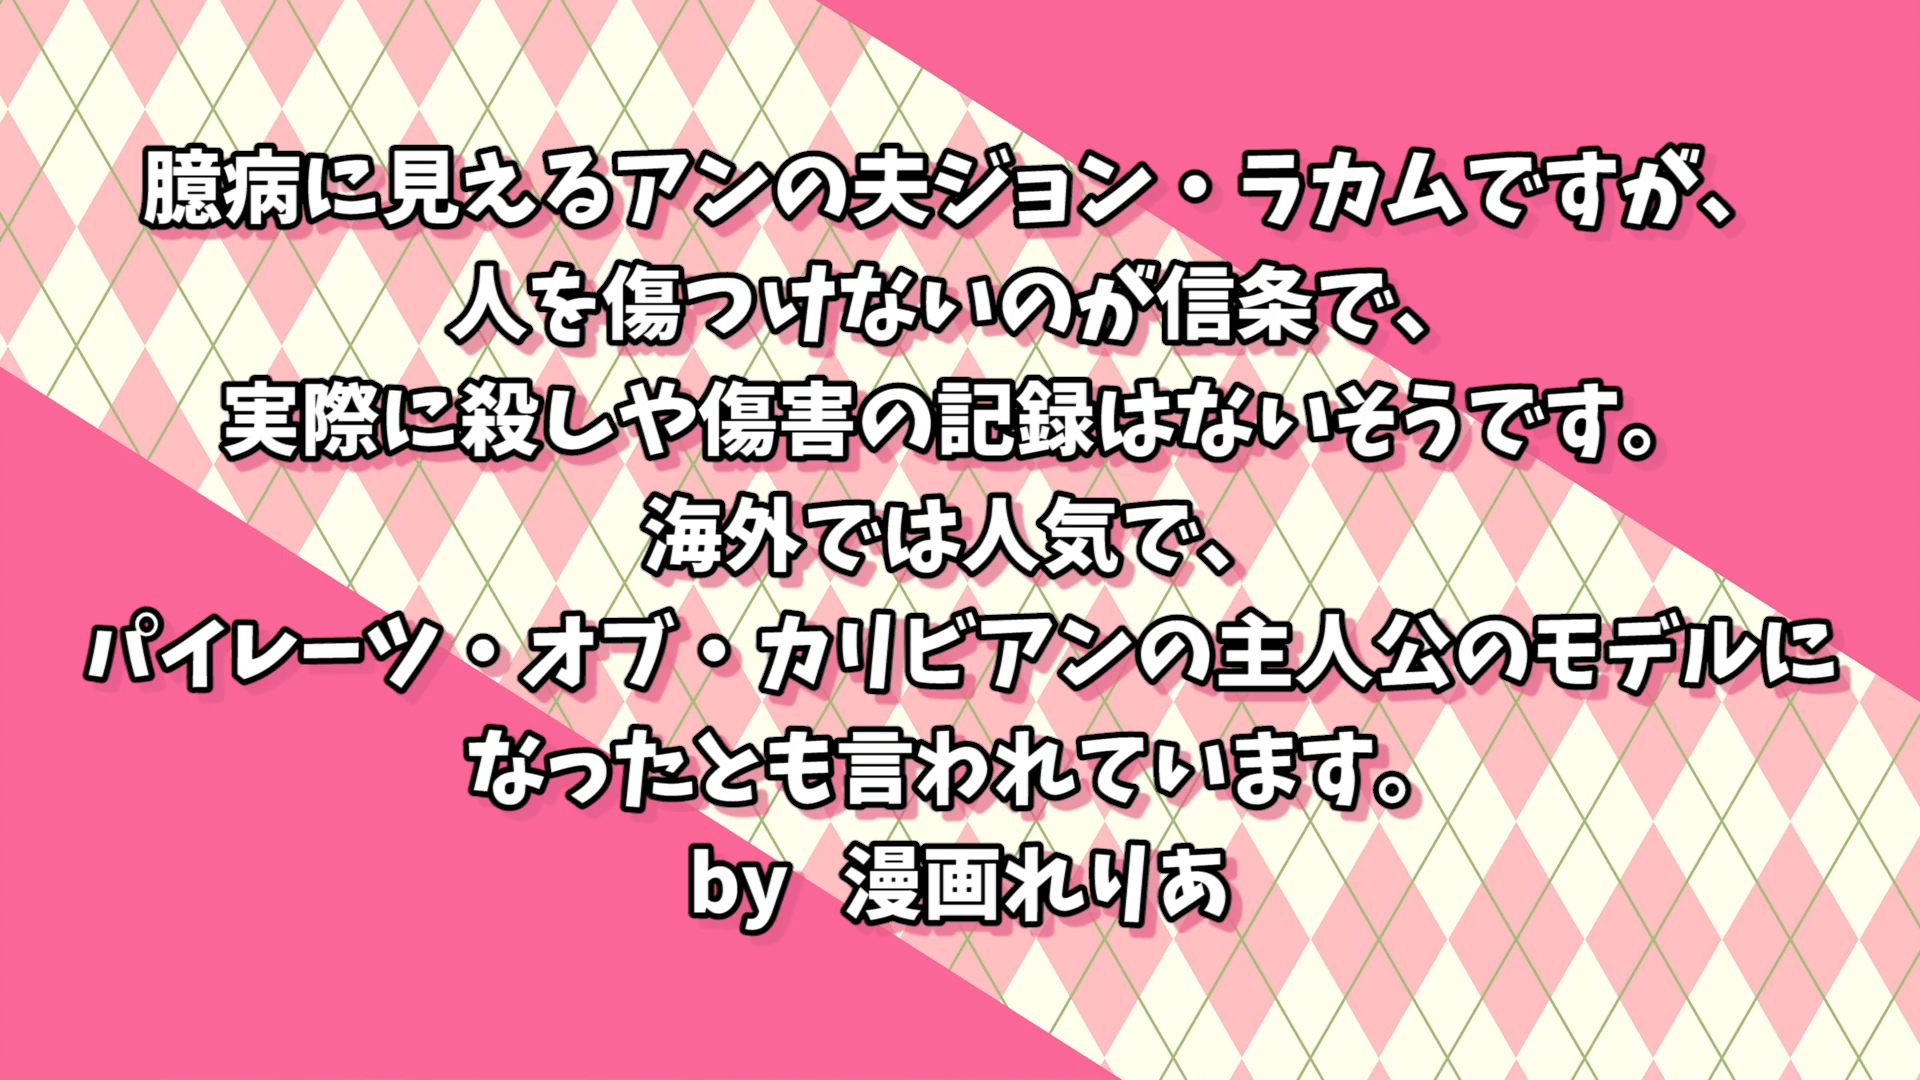 臆病に見えるアンの夫ジョン・ラカムですが、
人を傷つけないのが信条で、
実際に殺しや傷害の記録はないそうです。
海外では人気で、
パイレーツ・オブ・カリビアンの主人公のモデルに
なったとも言われています。
by 漫画れりあ